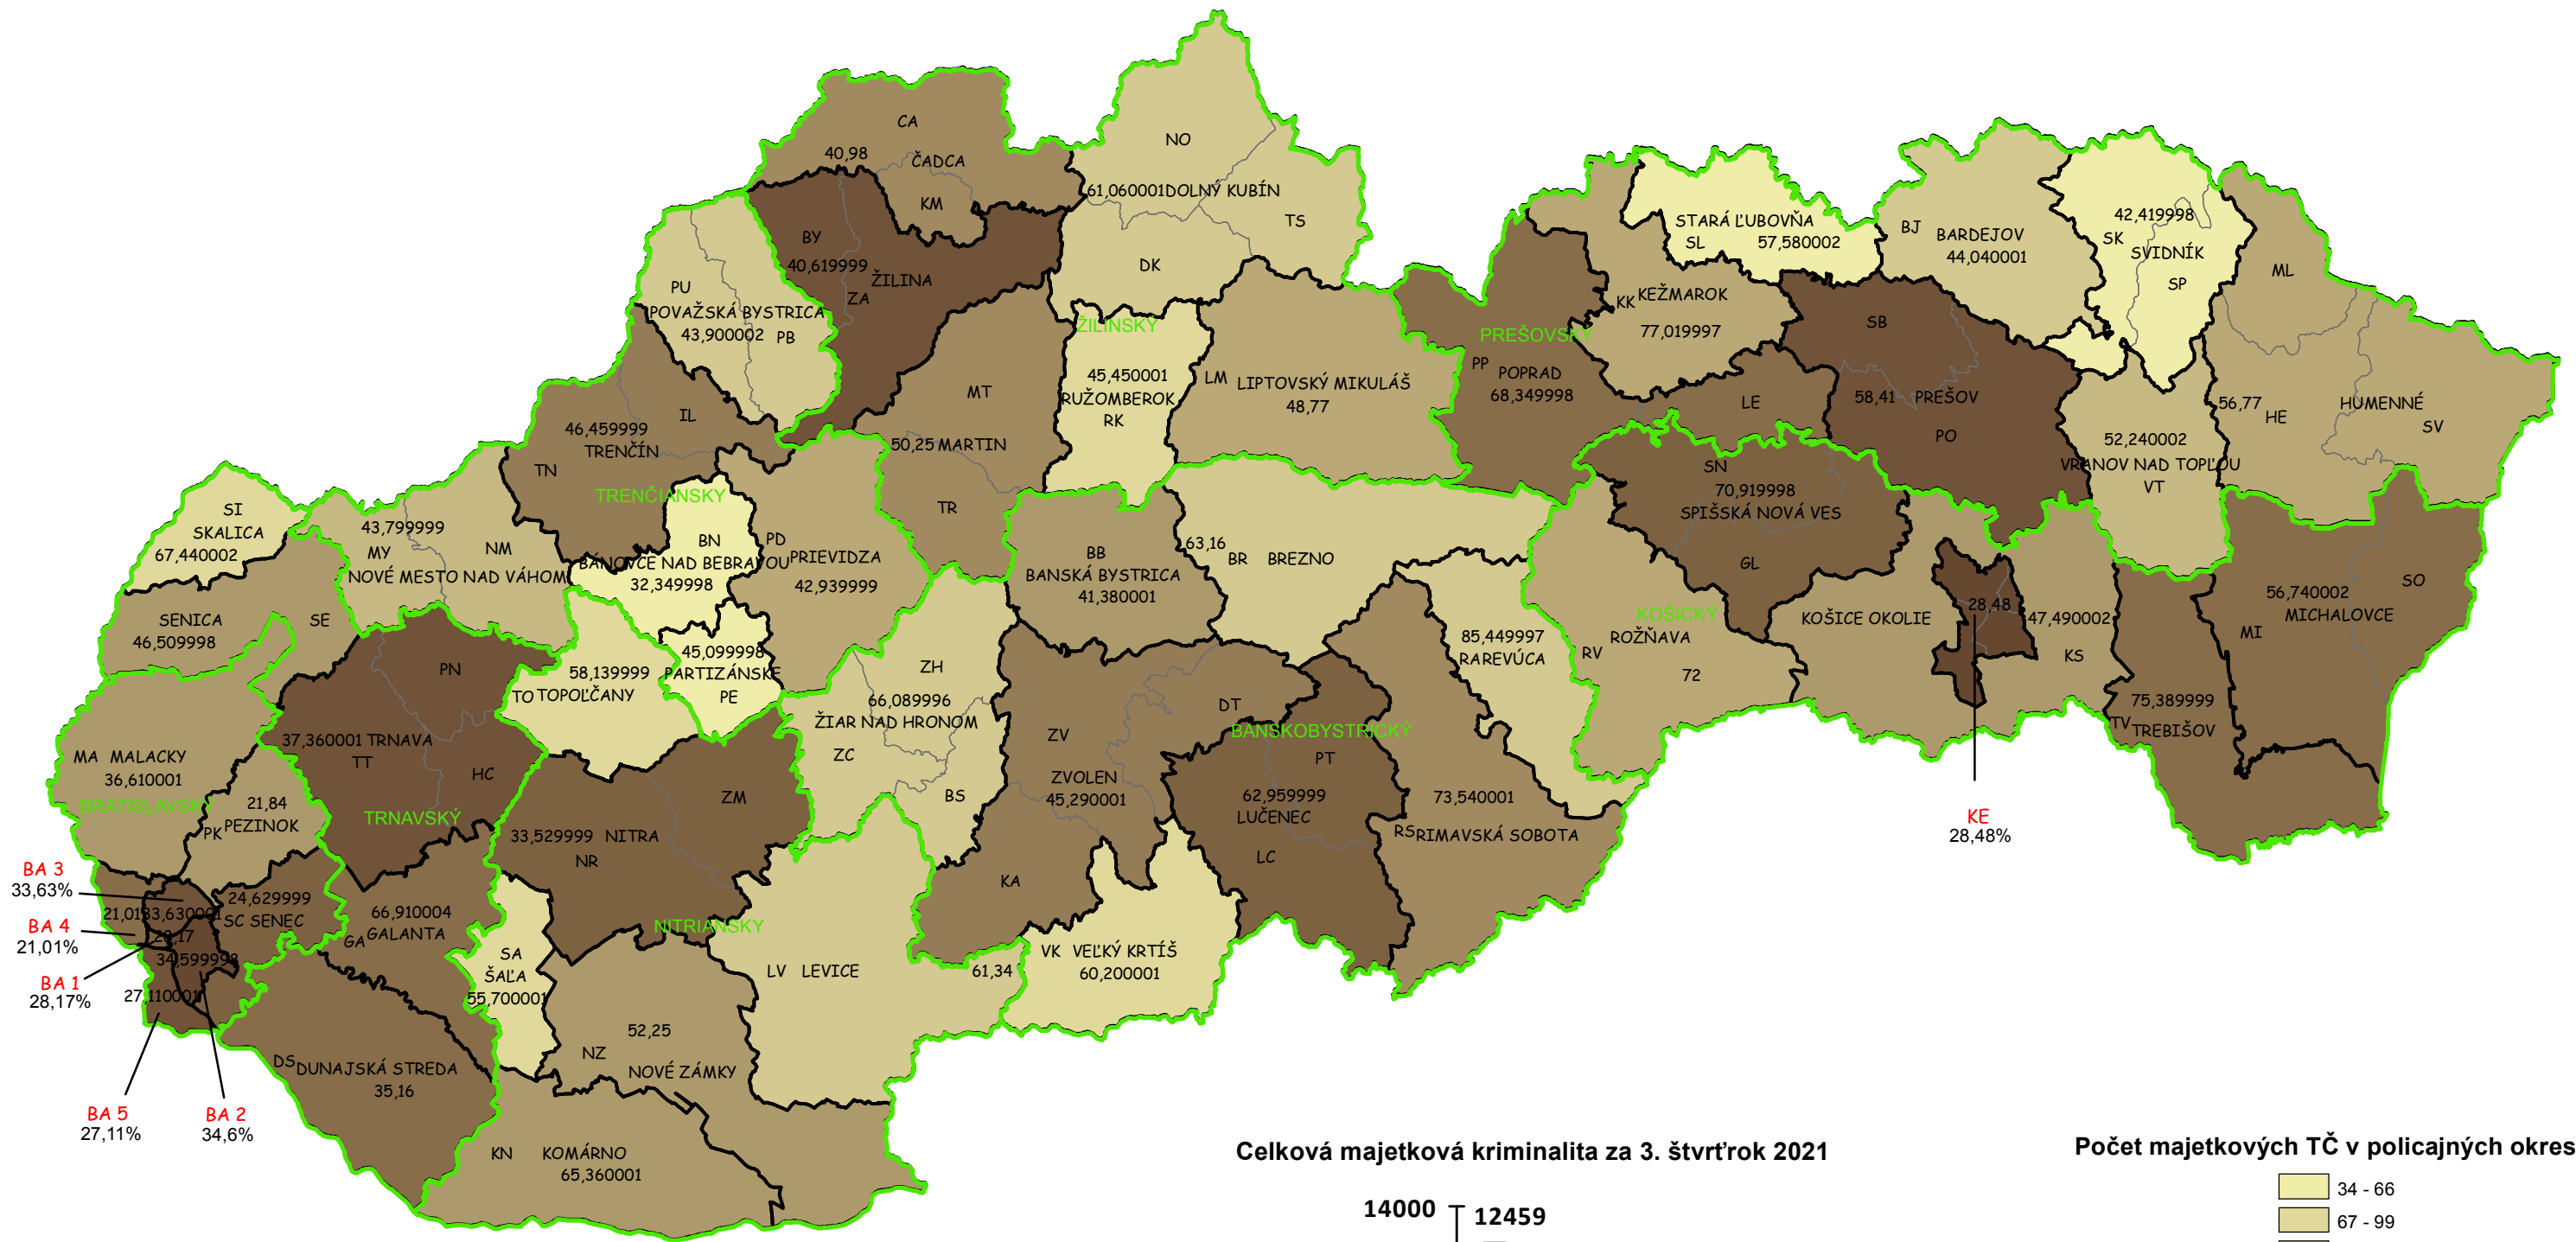 CA
40,98
ČADCA
KM
NO
61,060001DOLNÝ KUBÍN
TS
DK
BY
40,619999
ŽILINA
ZA
PU
POVAŽSKÁ BYSTRICA
43,900002
PB
ŽILINSKÝ
45,450001
RUŽOMBEROK
RK
LM LIPTOVSKÝ MIKULÁŠ
48,77
MT
50,25 MARTIN
TR
STARÁ ĽUBOVŇA
SL 57,580002
BJ BARDEJOV
44,040001
42,419998
SK
SVIDNÍK
SP
ML
KK KEŽMAROK
77,019997
PREŠOVSKÝ
PP
POPRAD
68,349998
LE
SB
58,41 PREŠOV
PO
56,77
HE
HUMENNÉ
SV
52,240002
VRANOV NAD TOPĽOU
VT
46,459999
TRENČÍN
IL
TN
TRENČIANSKY
SI
SKALICA
67,440002
43,799999
MY
NM
NOVÉ MESTO NAD VÁHOM
BN
BÁNOVCE NAD BEBRAVOU
32,349998
PD
PRIEVIDZA
42,939999
BB
BANSKÁ BYSTRICA
41,380001
63,16
BR BREZNO
SN
70,919998
SPIŠSKÁ NOVÁ VES
GL
KOŠICE OKOLIE
28,48
47,490002
KS
56,740002
MICHALOVCE
MI
SO
SENICA
46,509998
SE
PN
58,139999
TO TOPOĽČANY
45,099998
PARTIZÁNSKE
PE
ZH
66,089996
ŽIAR NAD HRONOM
ZC
BS
85,449997
RAREVÚCA
KOŠICKÝ
ROŽŇAVA
RV
72
75,389999
TV
TREBIŠOV
MA MALACKY
36,610001
BRATISLAVSKÝ
21,84
PK PEZINOK
37,360001 TRNAVA
TT
HC
TRNAVSKÝ
ZM
33,529999 NITRA
NR
DT
ZV
BANSKOBYSTRICKÝ
PT
ZVOLEN
45,290001
62,959999
LUČENEC
LC
73,540001
RS RIMAVSKÁ SOBOTA
KA
KE
28,48%
BA 3
33,63%
BA 4
21,01%
BA 1
28,17%
24,629999
SC SENEC
34,599998
27,110001
66,910004
GA GALANTA
SA
ŠAĽA
55,700001
NITRIANSKY
LV LEVICE
61,34
VK VEĽKÝ KRTÍŠ
60,200001
52,25
NZ
NOVÉ ZÁMKY
DS DUNAJSKÁ STREDA
35,16
BA 5
27,11%
BA 2
34,6%
KN KOMÁRNO
65,360001
Celková majetková kriminalita za 3. štvrťrok 2021
14000
12459
Počet majetkových TČ v policajných okres
34 - 66
67 - 99